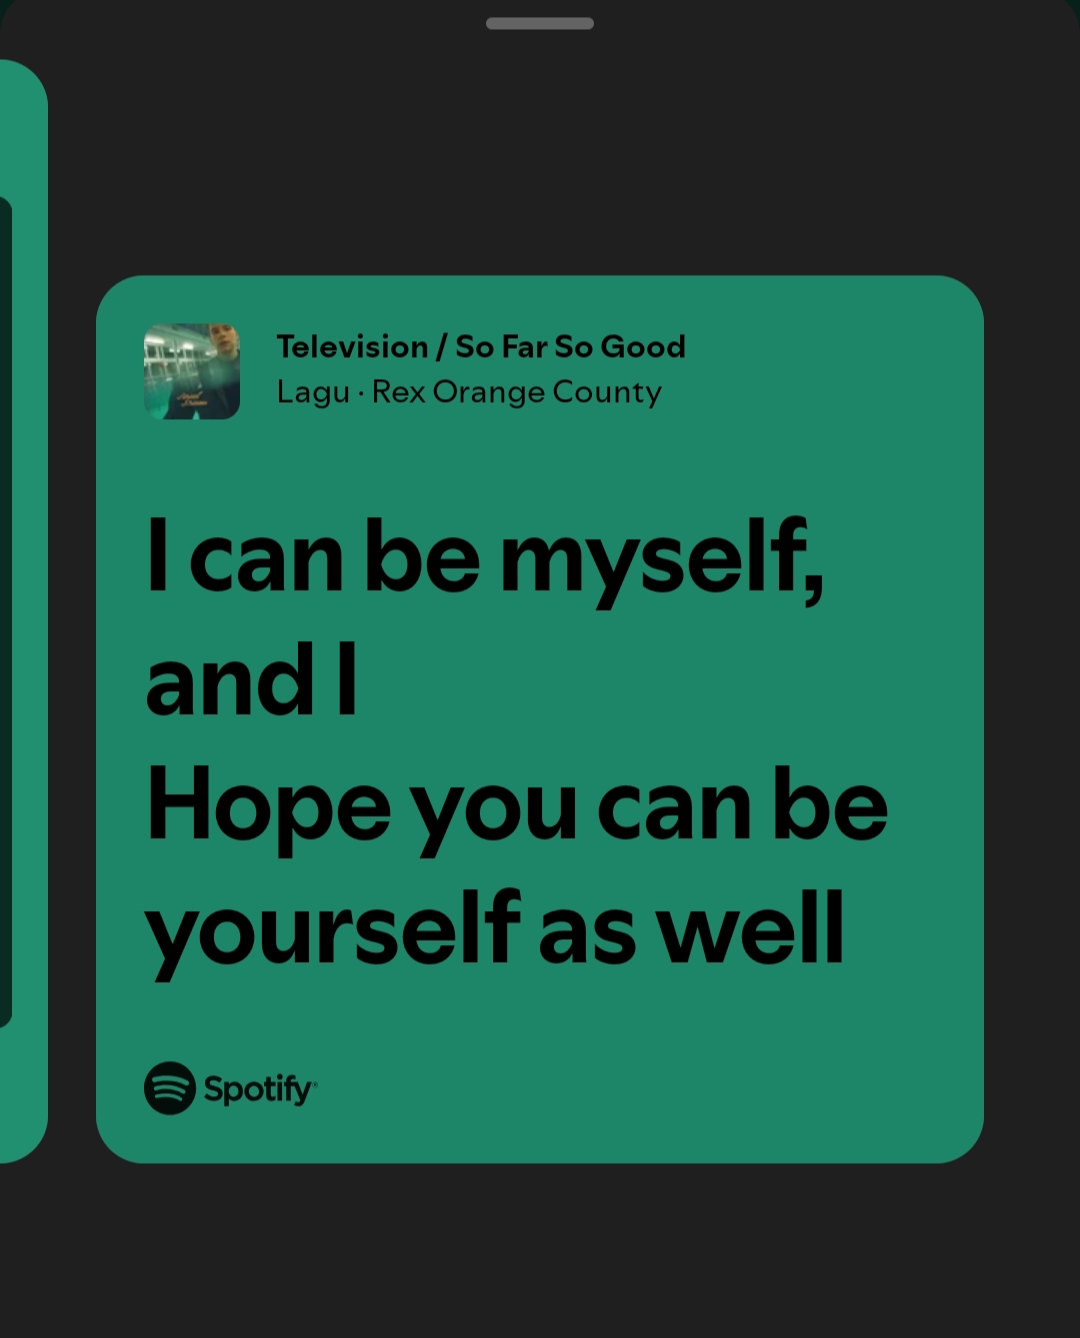 Television / So Far So Good
Lagu · Rex Orange County
I can be myself,
and I
Hope you can be
yourself as well
Spotify